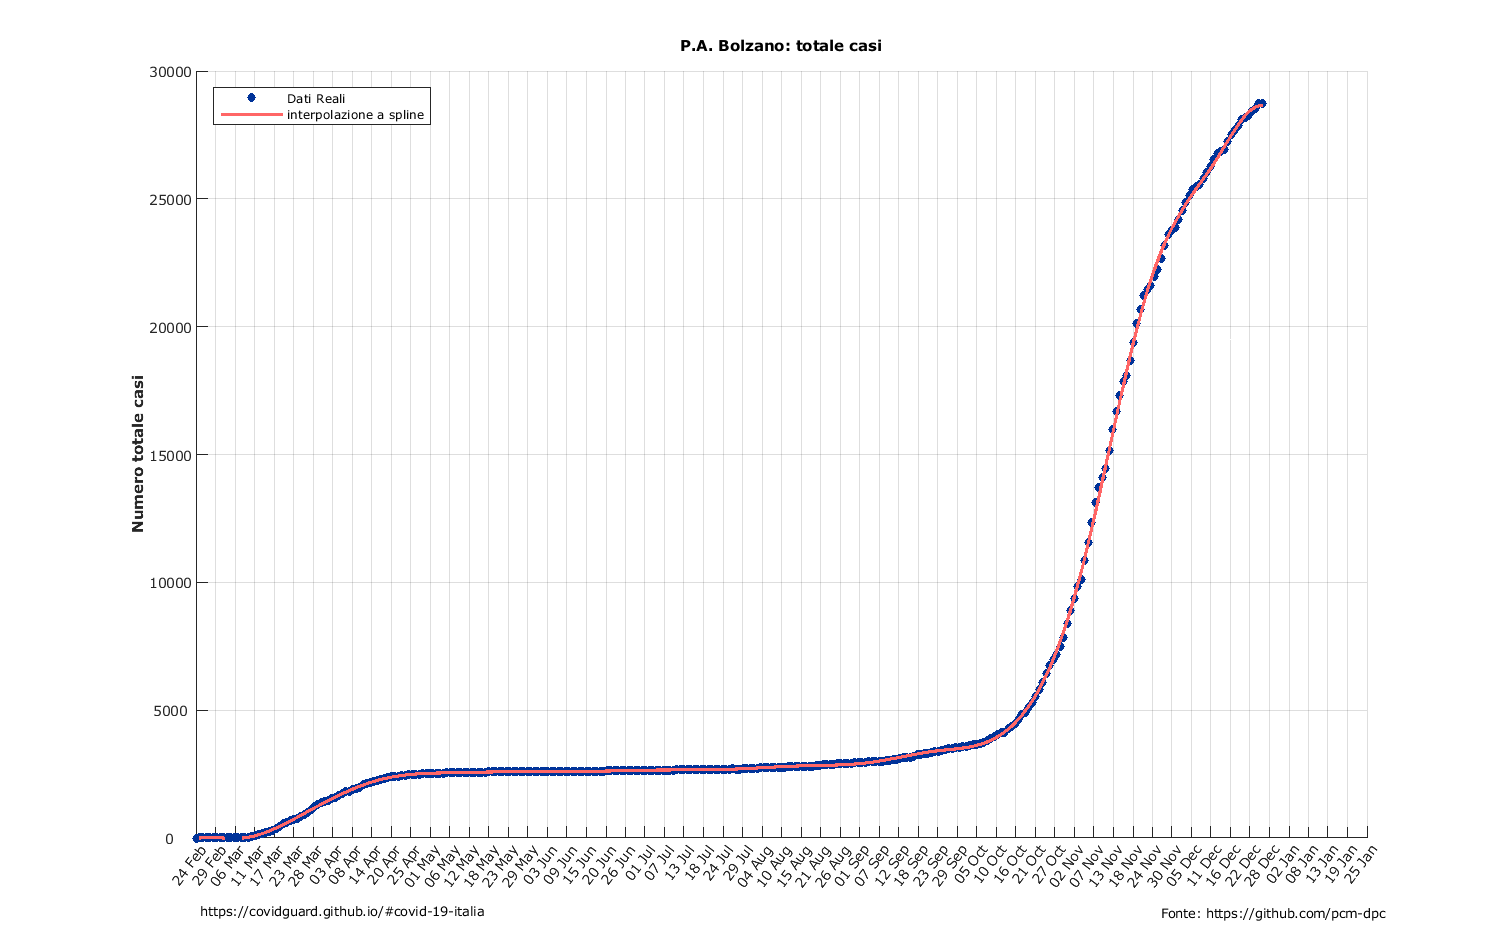 P.A. Bolzano: totale casi
Dati Reali
interpolazione a spline
Numero totale casi
30000
25000
20000
15000
10000
5000
0
24 Feb
29 Feb
06 Mar
11 Mar
17 Mar
23 Mar
28 Mar
03 Apr
08 Apr
14 Apr
20 Apr
25 Apr
01 May
06 May
12 May
18 May
23 May
29 May
03 Jun
09 Jun
15 Jun
20 Jun
26 Jun
01 Jul
07 Jul
13 Jul
18 Jul
24 Jul
29 Jul
04 Aug
10 Aug
15 Aug
21 Aug
26 Aug
01 Sep
07 Sep
12 Sep
18 Sep
23 Sep
29 Sep
05 Oct
10 Oct
16 Oct
21 Oct
27 Oct
02 Nov
07 Nov
13 Nov
18 Nov
24 Nov
30 Nov
05 Dec
11 Dec
16 Dec
22 Dec
28 Dec
02 Jan
08 Jan
13 Jan
19 Jan
25 Jan
https://covidguard.github.io/#covid-19-italia
Fonte: https://github.com/pcm-dpc